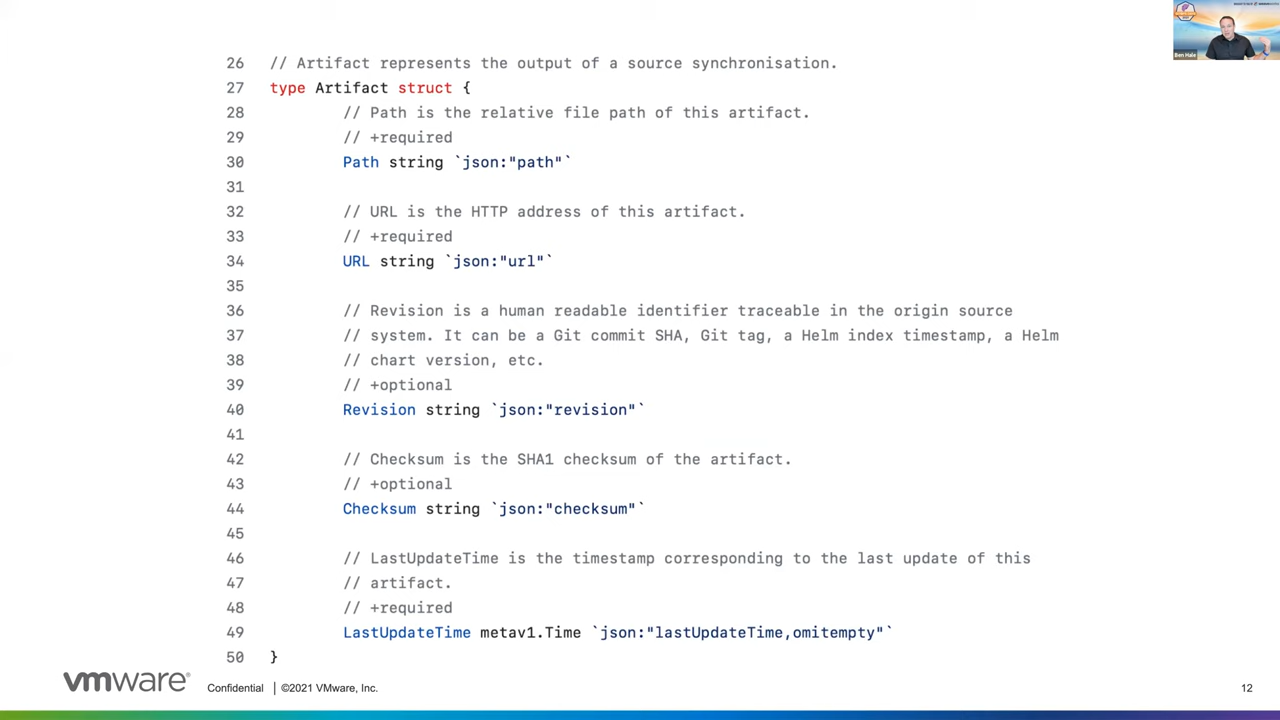 Ben Hale
26 // Artifact represents the output of a source synchronisation.
27 type Artifact struct {
28 // Path is the relative file path of this artifact.
29 // +required
30 Path string `json:"path"`
31
32 // URL is the HTTP address of this artifact.
33 // +required
34 URL string `json:"url"`
35
36 // Revision is a human readable identifier traceable in the origin source
37 // system. It can be a Git commit SHA, Git tag, a Helm index timestamp, a Helm
38 // chart version, etc.
39 // +optional
40 Revision string `json:"revision"`
41
42 // Checksum is the SHA1 checksum of the artifact.
43 // +optional
44 Checksum string `json:"checksum"`
45
46 // LastUpdateTime is the timestamp corresponding to the last update of this
47 // artifact.
48 // +required
49 LastUpdateTime metav1.Time `json:"lastUpdateTime,omitempty"`
50 }
vmware® Confidential | ©2021 VMware, Inc. 12